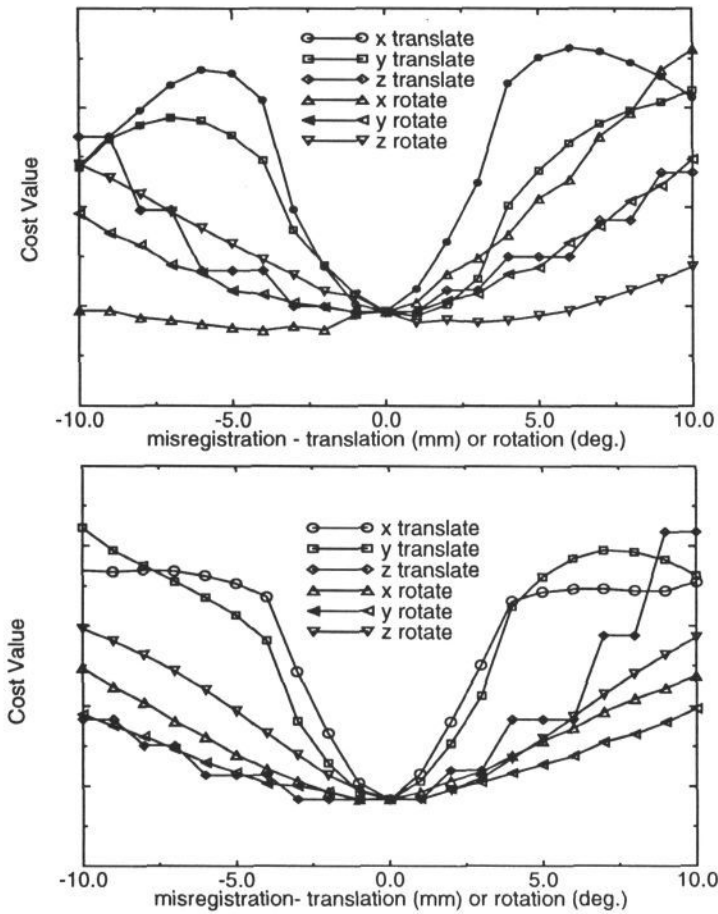 x translate
y translate
z translate
x rotate
y rotate
z rotate
Cost Value
-10.0 -5.0 0.0 5.0 10.0
misregistration - translation (mm) or rotation (deg.)
x translate
y translate
z translate
x rotate
y rotate
z rotate
Cost Value
-10.0 -5.0 0.0 5.0 10.0
misregistration- translation (mm) or rotation (deg.)